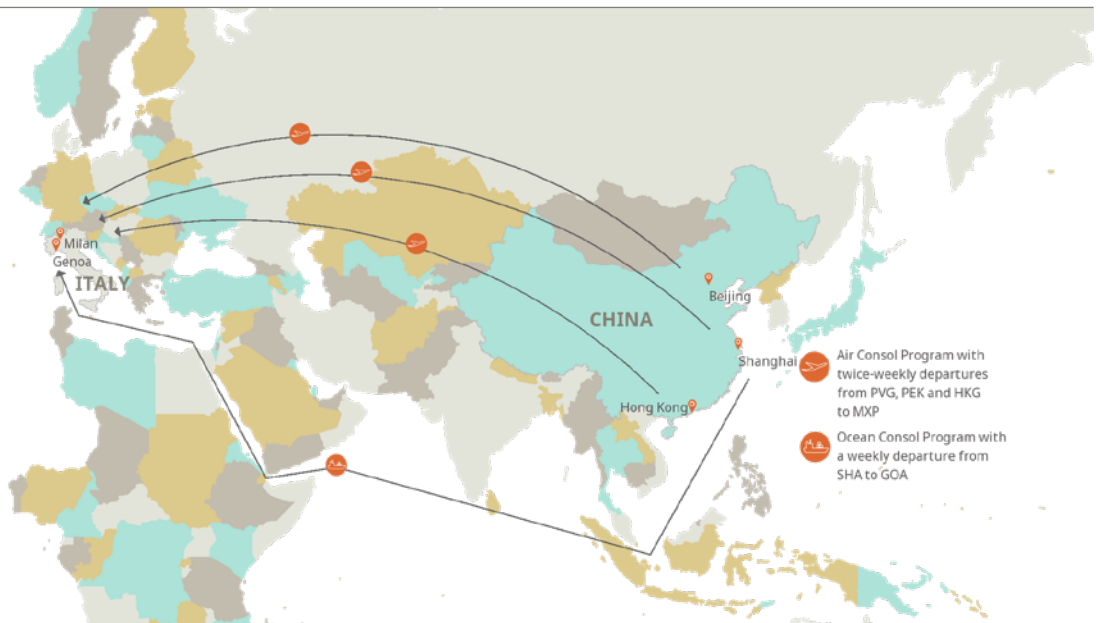 Milan
Genoa
ITALY
CHINA
Beijing
Shanghai
Hong Kong
Air Consol Program with
twice-weekly departures
from PVG, PEK and HKG
to MXP
Ocean Consol Program with
a weekly departure from
SHA to GOA